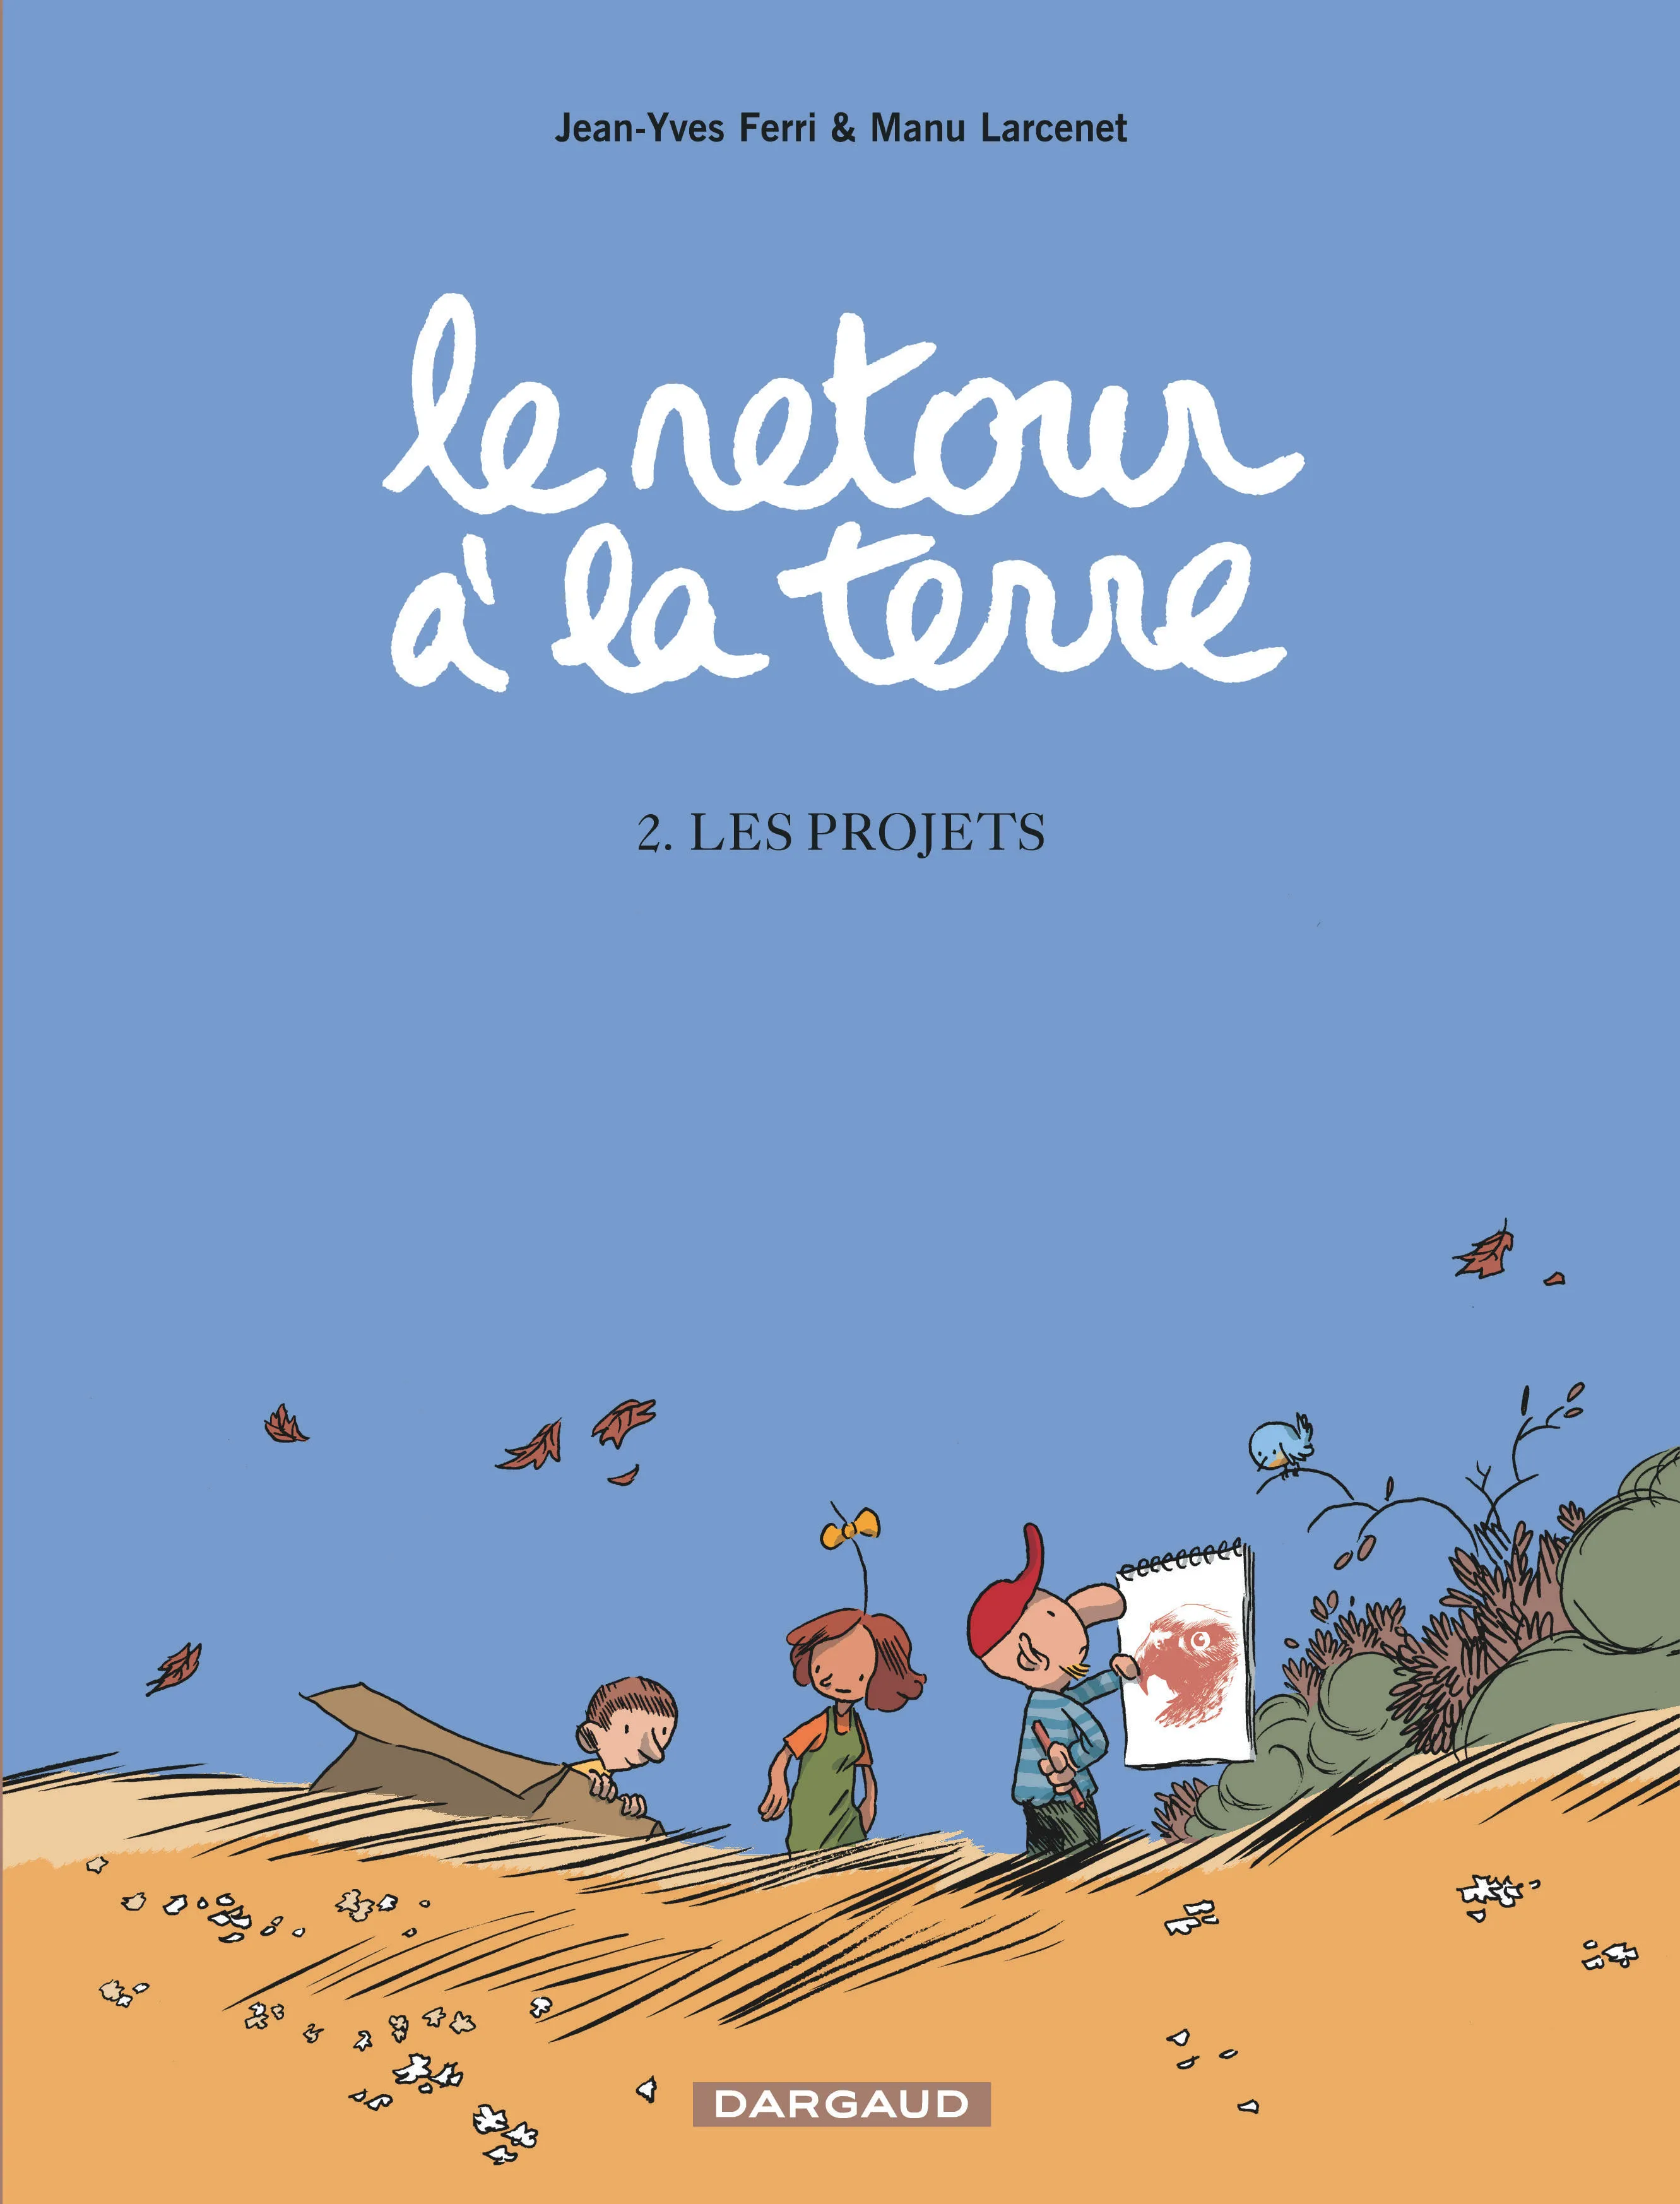 Jean-Yves Ferri & Manu Larcenet
le retour
à la terre
2. LES PROJETS
DARGAUD